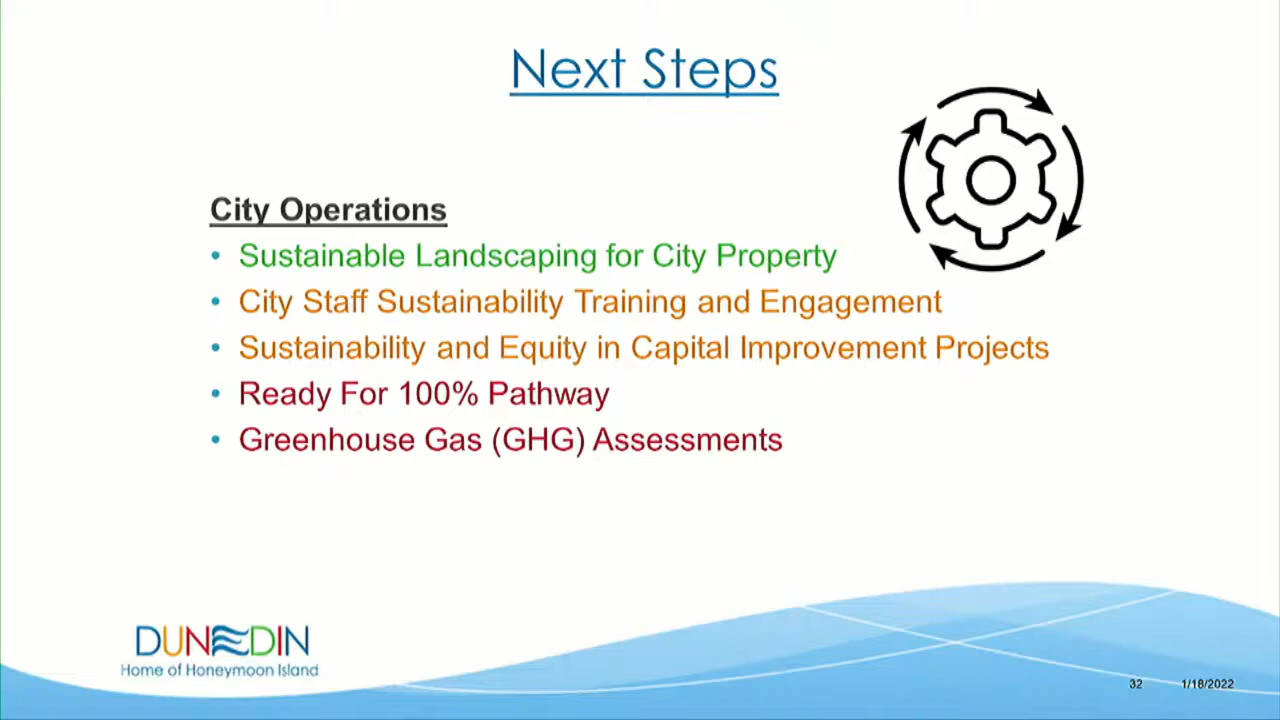 Next Steps
City Operations
• Sustainable Landscaping for City Property
• City Staff Sustainability Training and Engagement
• Sustainability and Equity in Capital Improvement Projects
• Ready For 100% Pathway
• Greenhouse Gas (GHG) Assessments
DUNEDIN
Home of Honeymoon Island
32 1/18/2022